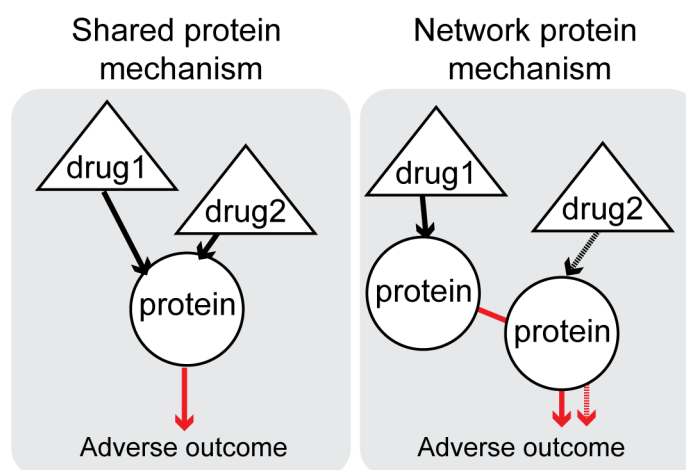 Shared protein
mechanism
drug1
drug2
protein
Adverse outcome
Network protein
mechanism
drug1
drug2
protein
protein
Adverse outcome